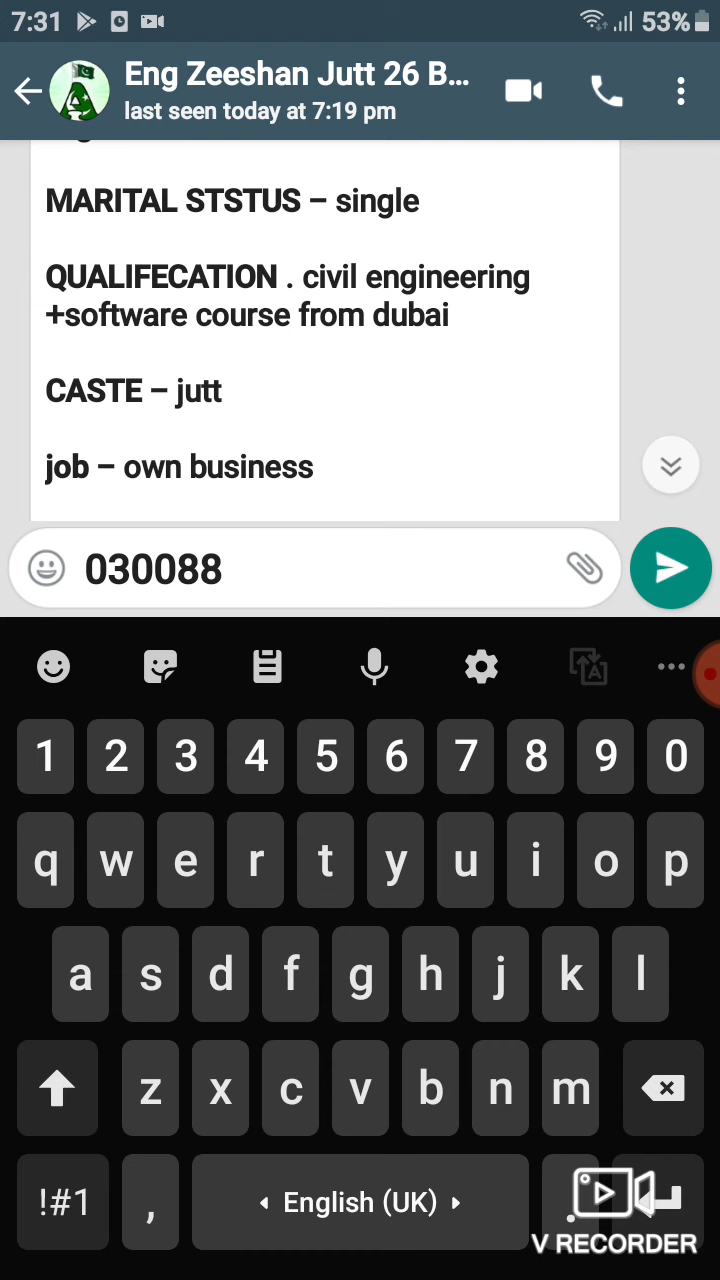 7:31 53%
Eng Zeeshan Jutt 26 B...
last seen today at 7:19 pm
MARITAL STSTUS – single
QUALIFECATION . civil engineering
+software course from dubai
CASTE – jutt
job – own business
030088
1 2 3 4 5 6 7 8 9 0
q w e r t y u i o p
a s d f g h j k l
z x c v b n m
!#1 , English (UK) .
V RECORDER